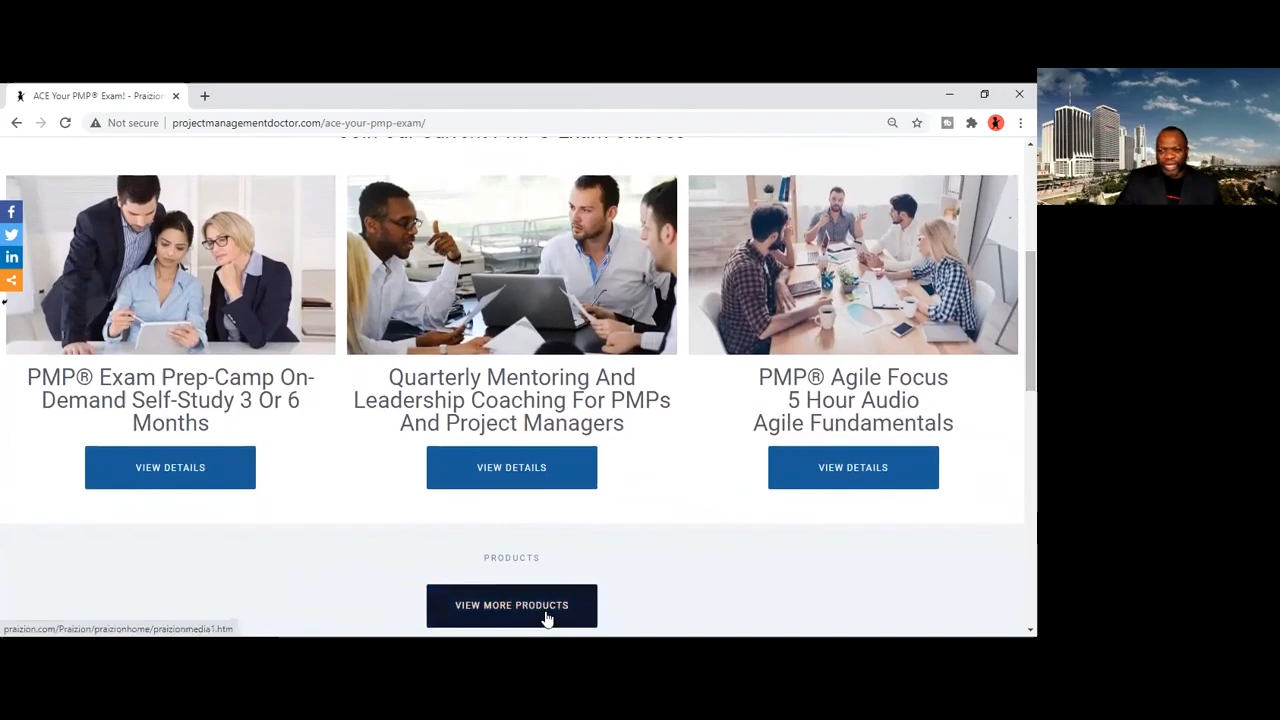 ACE Your PMP® Exam! - Praizion
Not secure
projectmanagementdoctor.com/ace-your-pmp-exam/
PMP® Exam Prep-Camp On-
Demand Self-Study 3 Or 6
Months
VIEW DETAILS
Quarterly Mentoring And
Leadership Coaching For PMPs
And Project Managers
VIEW DETAILS
PMP® Agile Focus
5 Hour Audio
Agile Fundamentals
VIEW DETAILS
PRODUCTS
VIEW MORE PRODUCTS
praizion.com/Praizion/praizionhome/praizionmedia1.htm